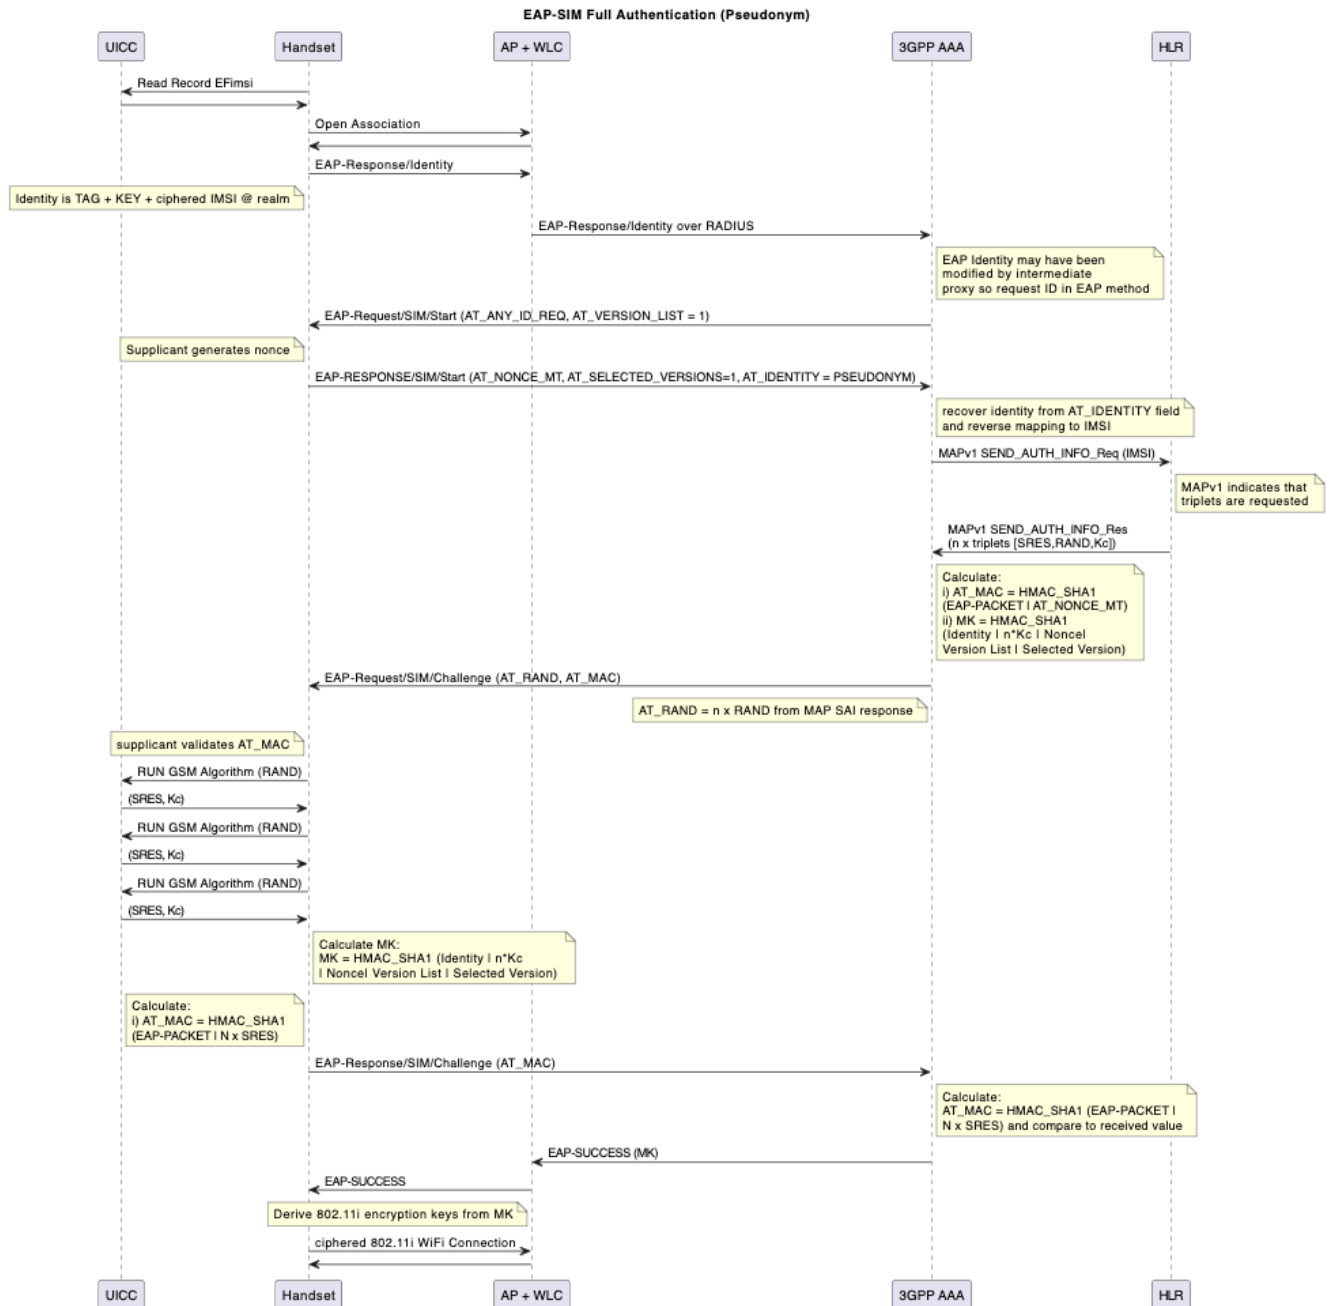 EAP-SIM Full Authentication (Pseudonym)
UICC
Handset
AP + WLC
3GPP AAA
HLR
Read Record EFimsi
Open Association
EAP-Response/Identity
Identity is TAG + KEY + ciphered IMSI @ realm
EAP-Response/Identity over RADIUS
EAP Identity may have been
modified by intermediate
proxy so request ID in EAP method
EAP-Request/SIM/Start (AT_ANY_ID_REQ, AT_VERSION_LIST = 1)
Supplicant generates nonce
EAP-RESPONSE/SIM/Start (AT_NONCE_MT, AT_SELECTED_VERSIONS=1, AT_IDENTITY = PSEUDONYM)
recover identity from AT_IDENTITY field
and reverse mapping to IMSI
MAPv1 SEND_AUTH_INFO_Req (IMSI)
MAPv1 indicates that
triplets are requested
MAPv1 SEND_AUTH_INFO_Res
(n x triplets [SRES,RAND,Kc])
Calculate:
i) AT_MAC = HMAC_SHA1
(EAP-PACKET | AT_NONCE_MT)
ii) MK = HMAC_SHA1
(Identity | n*Kc | Noncel
Version List | Selected Version)
EAP-Request/SIM/Challenge (AT_RAND, AT_MAC)
AT_RAND = n x RAND from MAP SAI response
supplicant validates AT_MAC
RUN GSM Algorithm (RAND)
(SRES, Kc)
RUN GSM Algorithm (RAND)
(SRES, Kc)
RUN GSM Algorithm (RAND)
(SRES, Kc)
Calculate MK:
MK = HMAC_SHA1 (Identity | n*Kc
| Noncel Version List | Selected Version)
Calculate:
i) AT_MAC = HMAC_SHA1
(EAP-PACKET | N x SRES)
EAP-Response/SIM/Challenge (AT_MAC)
Calculate:
AT_MAC = HMAC_SHA1 (EAP-PACKET |
N x SRES) and compare to received value
EAP-SUCCESS (MK)
EAP-SUCCESS
Derive 802.11i encryption keys from MK
ciphered 802.11i WiFi Connection
UICC
Handset
AP + WLC
3GPP AAA
HLR